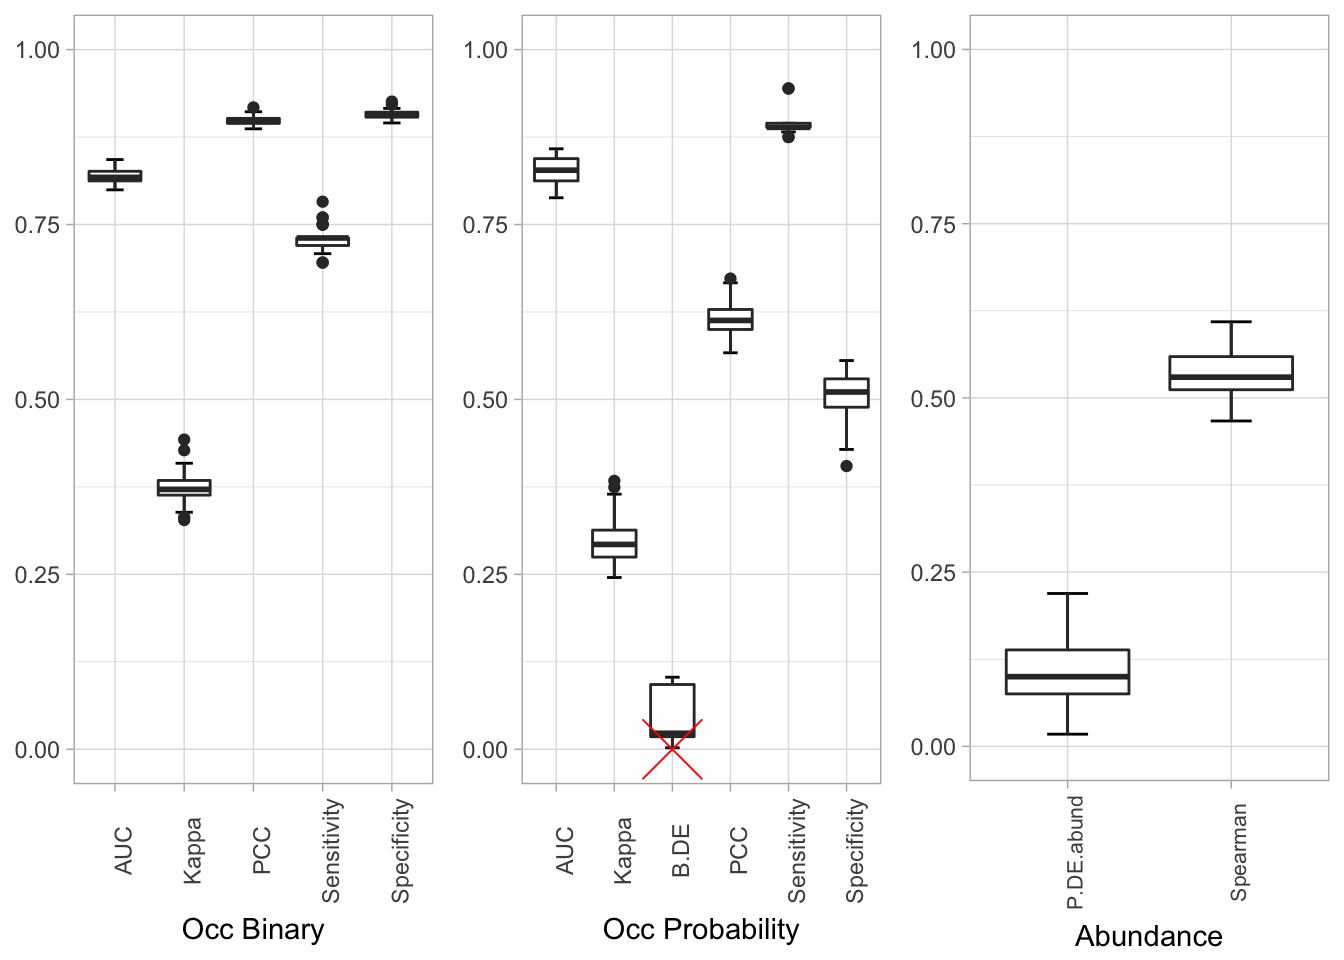 1.00
0.75
0.50
0.25
0.00
AUC
Kappa
PCC
Sensitivity
Specificity
Occ Binary
1.00
0.75
0.50
0.25
0.00
AUC
Kappa
B.DE
PCC
Sensitivity
Specificity
Occ Probability
1.00
0.75
0.50
0.25
0.00
P.DE.abund
Spearman
Abundance